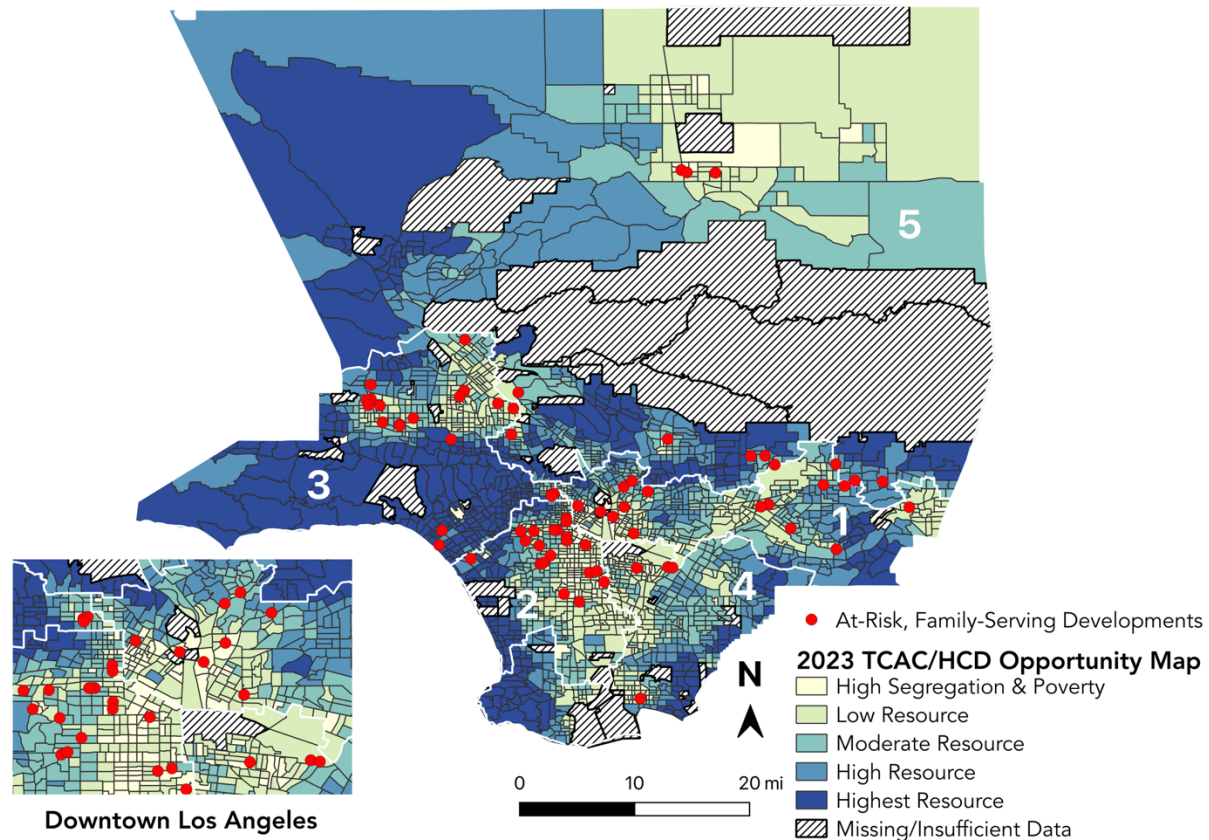 5
3
1
4
2
At-Risk, Family-Serving Developments
2023 TCAC/HCD Opportunity Map
High Segregation & Poverty
Low Resource
Moderate Resource
High Resource
Highest Resource
Missing/Insufficient Data
N
0 10 20 mi
Downtown Los Angeles